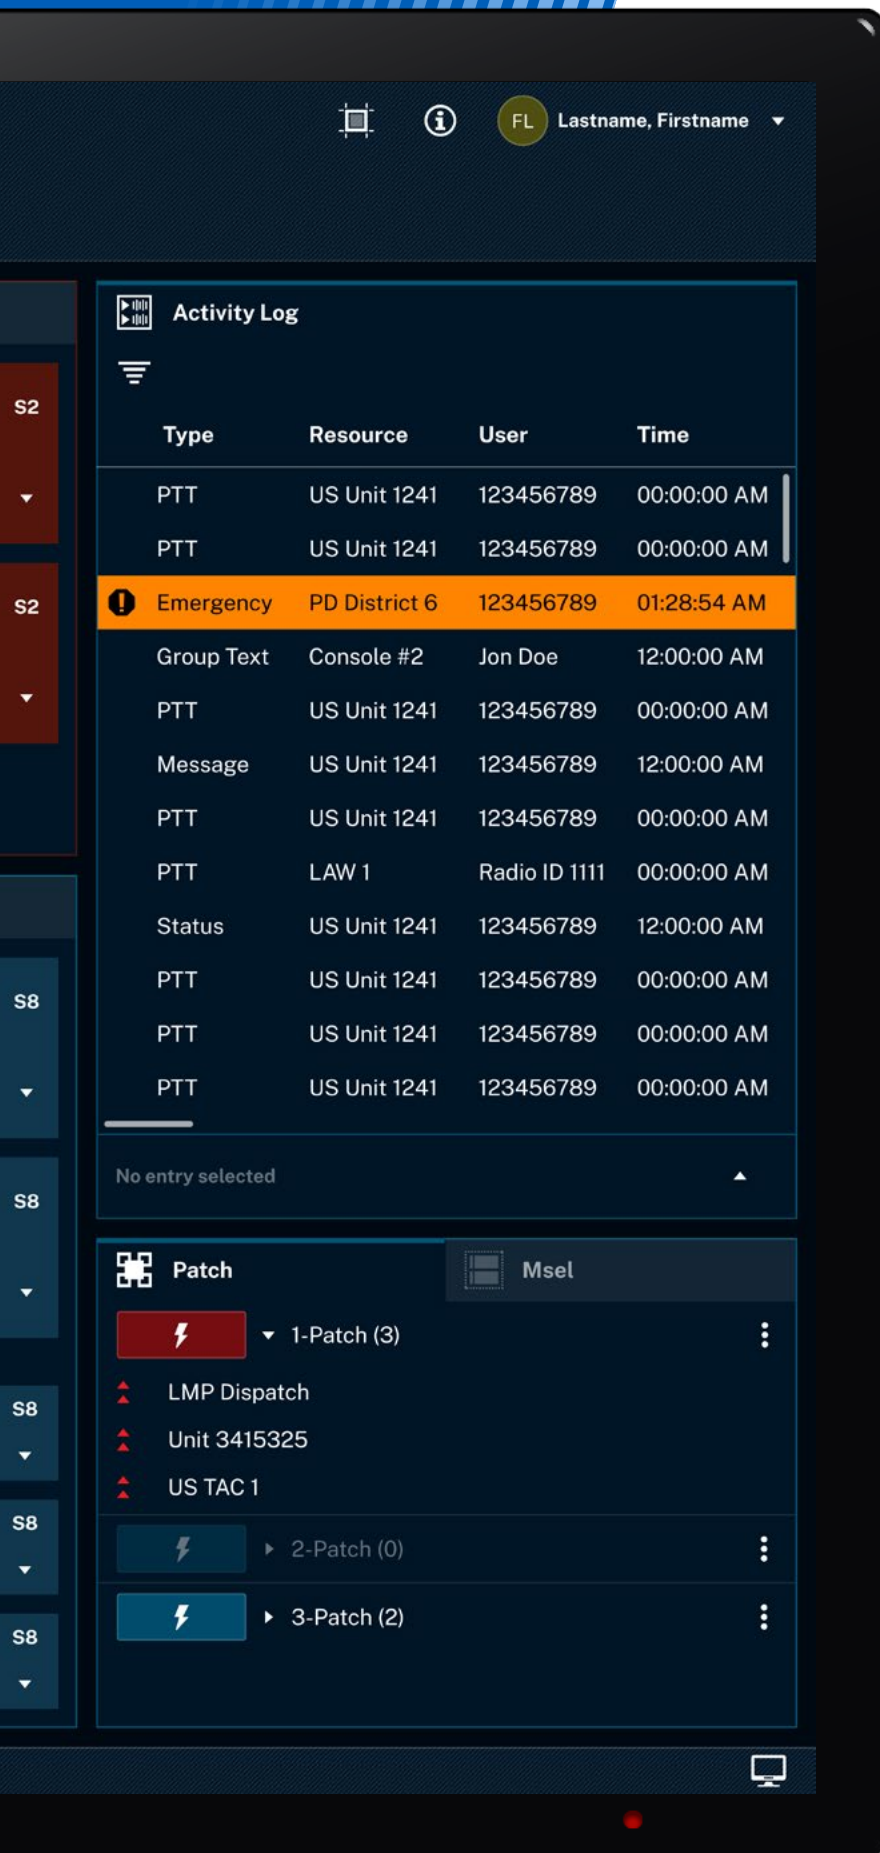 FL Lastname, Firstname
Activity Log
S2
Type Resource User Time
PTT US Unit 1241 123456789 00:00:00 AM
PTT US Unit 1241 123456789 00:00:00 AM
S2
Emergency PD District 6 123456789 01:28:54 AM
Group Text Console #2 Jon Doe 12:00:00 AM
PTT US Unit 1241 123456789 00:00:00 AM
Message US Unit 1241 123456789 12:00:00 AM
PTT US Unit 1241 123456789 00:00:00 AM
PTT LAW 1 Radio ID 1111 00:00:00 AM
Status US Unit 1241 123456789 12:00:00 AM
PTT US Unit 1241 123456789 00:00:00 AM
S8
PTT US Unit 1241 123456789 00:00:00 AM
PTT US Unit 1241 123456789 00:00:00 AM
No entry selected
S8
Patch Msel
1-Patch (3)
LMP Dispatch
S8
Unit 3415325
US TAC 1
S8
2-Patch (0)
3-Patch (2)
S8